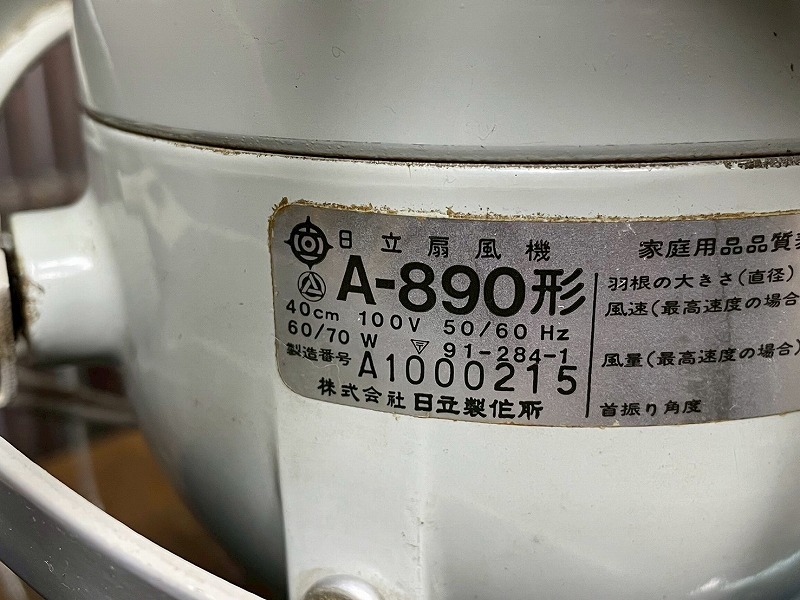 日立扇風機
A-890形
40cm 100V 50/60 Hz
60/70 W 91-284-1
製造番号 A1000215
株式会社 日立製作所
家庭用品品質
羽根の大きさ(直径)
風速(最高速度の場合
風量(最高速度の場合)
首振り角度